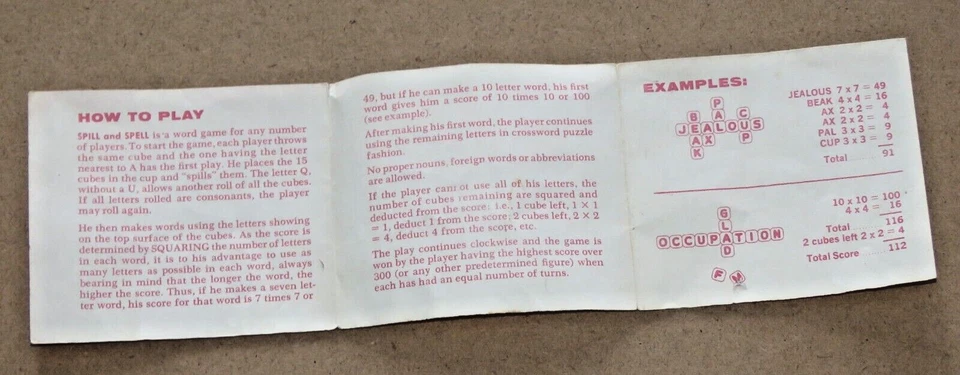 HOW TO PLAY
SPILL and SPELL is a word game for any number
of players. To start the game, each player throws
the same cube and the one having the letter
nearest to A has the first play. He places the 15
cubes in the cup and "spills" them. The letter Q,
without a U, allows another roll of all the cubes.
If all letters rolled are consonants, the player
may roll again.
He then makes words using the letters showing
on the top surface of the cubes. As the score is
determined by SQUARING the number of letters
in each word, it is to his advantage to use as
many letters as possible in each word, always
bearing in mind that the longer the word, the
higher the score. Thus, if he makes a seven let-
ter word, his score for that word is 7 times 7 or
49, but if he can make a 10 letter word, his first
word gives him a score of 10 times 10 or 100
(see example).
After making his first word, the player continues
using the remaining letters in crossword puzzle
fashion.
No proper nouns, foreign words or abbreviations
are allowed.
If the player cannot use all of his letters, the
number of cubes remaining are squared and
deducted from the score: i.e., 1 cube left, 1 X 1
= 1, deduct 1 from the score; 2 cubes left, 2 X 2
= 4, deduct 4 from the score, etc.
The play continues clockwise and the game is
won by the player having the highest score over
300 (or any other predetermined figure) when
each has had an equal number of turns.
EXAMPLES:
P
B A C
JEALOUS
AAX P
K
JEALOUS 7 x 7 = 49
BEAK 4 x 4 = 16
AX 2 x 2 = 4
AX 2 x 2 = 4
PAL 3 x 3 = 9
CUP 3 x 3 = 9
Total 91
G
L
OCCUPATION
D
F M
10 x 10 = 100
4 x 4 = 16
Total 116
2 cubes left 2 x 2 = 4
Total Score 112